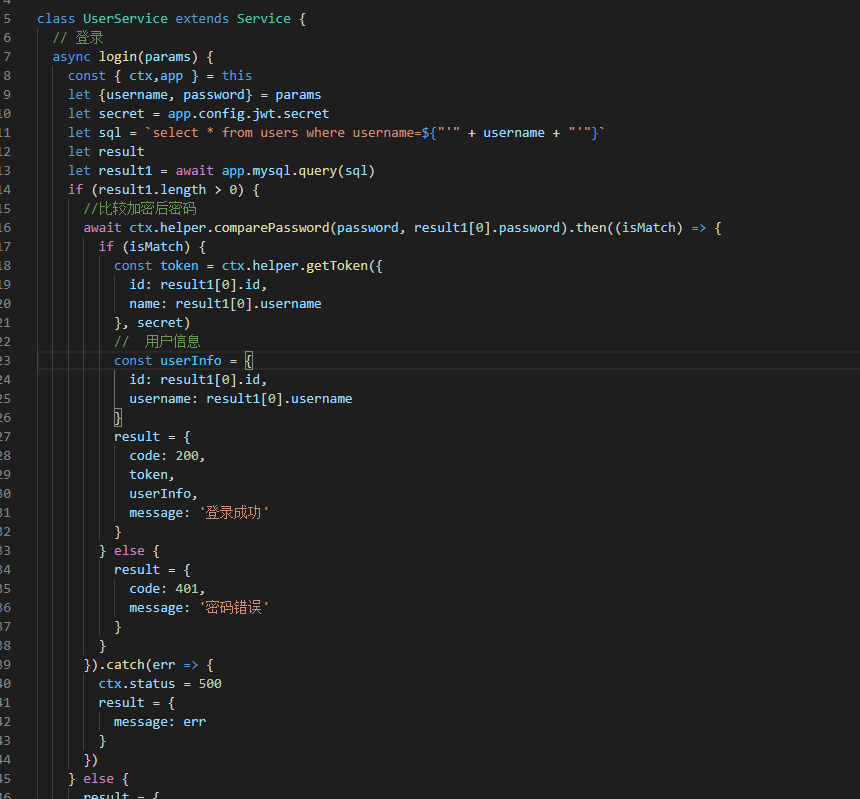 4
5 class UserService extends Service {
6 // 登录
7 async login(params) {
8 const { ctx,app } = this
9 let {username, password} = params
10 let secret = app.config.jwt.secret
11 let sql = `select * from users where username=${"'" + username + "'"}`
12 let result
13 let result1 = await app.mysql.query(sql)
14 if (result1.length > 0) {
15 //比较加密后密码
16 await ctx.helper.comparePassword(password, result1[0].password).then((isMatch) => {
17 if (isMatch) {
18 const token = ctx.helper.getToken({
19 id: result1[0].id,
20 name: result1[0].username
21 }, secret)
22 // 用户信息
23 const userInfo = {
24 id: result1[0].id,
25 username: result1[0].username
26 }
27 result = {
28 code: 200,
29 token,
30 userInfo,
31 message: '登录成功'
32 }
33 } else {
34 result = {
35 code: 401,
36 message: '密码错误'
37 }
38 }
39 }).catch(err => {
40 ctx.status = 500
41 result = {
42 message: err
43 }
44 })
45 } else {
46 result = {